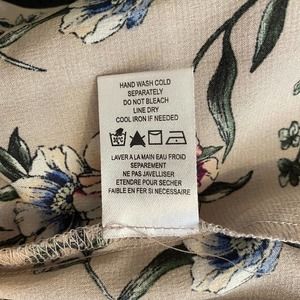 HAND WASH COLD
SEPARATELY
DO NOT BLEACH
LINE DRY
COOL IRON IF NEEDED
LAVER A LA MAIN EAU FROID
SEPAREMENT
NE PAS JAVELLISER
ETENDRE POUR SECHER
FAIBLE EN FER SI NECESSAIRE